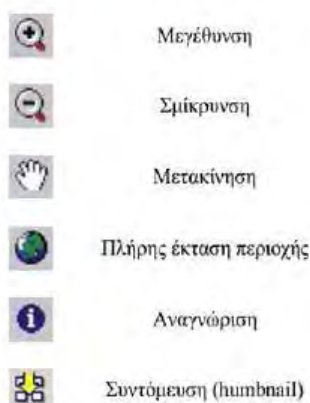 Μεγέθυνση
Σμίκρυνση
Μετακίνηση
Πλήρης έκταση περιοχής
Αναγνώριση
Συντόμευση (humbnail)